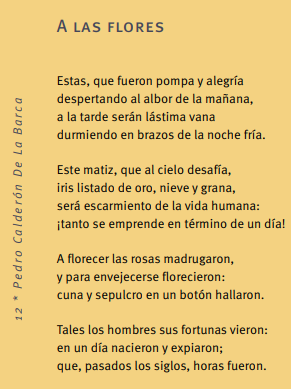 A LAS FLORES
Estas, que fueron pompa y alegría
despertando al albor de la mañana,
a la tarde serán lástima vana
durmiendo en brazos de la noche fría.
Este matiz, que al cielo desafía,
iris listado de oro, nieve y grana,
será escarmiento de la vida humana:
¡tanto se emprende en término de un día!
A florecer las rosas madrugaron,
y para envejecerse florecieron:
cuna y sepulcro en un botón hallaron.
Tales los hombres sus fortunas vieron:
en un día nacieron y expiaron;
que, pasados los siglos, horas fueron.
12 * Pedro Calderón De La Barca